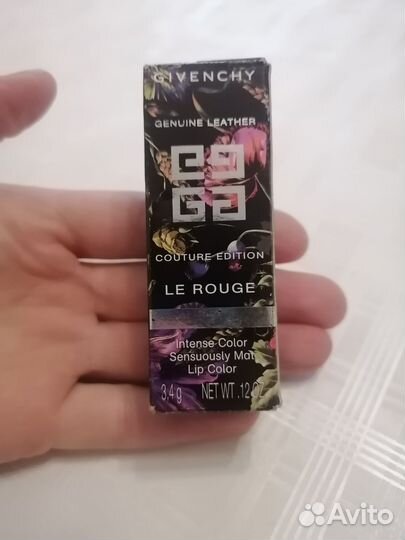 GIVENCHY
GENUINE LEATHER
COUTURE EDITION
LE ROUGE
Intense Color
Sensuously Mat
Lip Color
3.4 g NET WT. .12 OZ
Avito